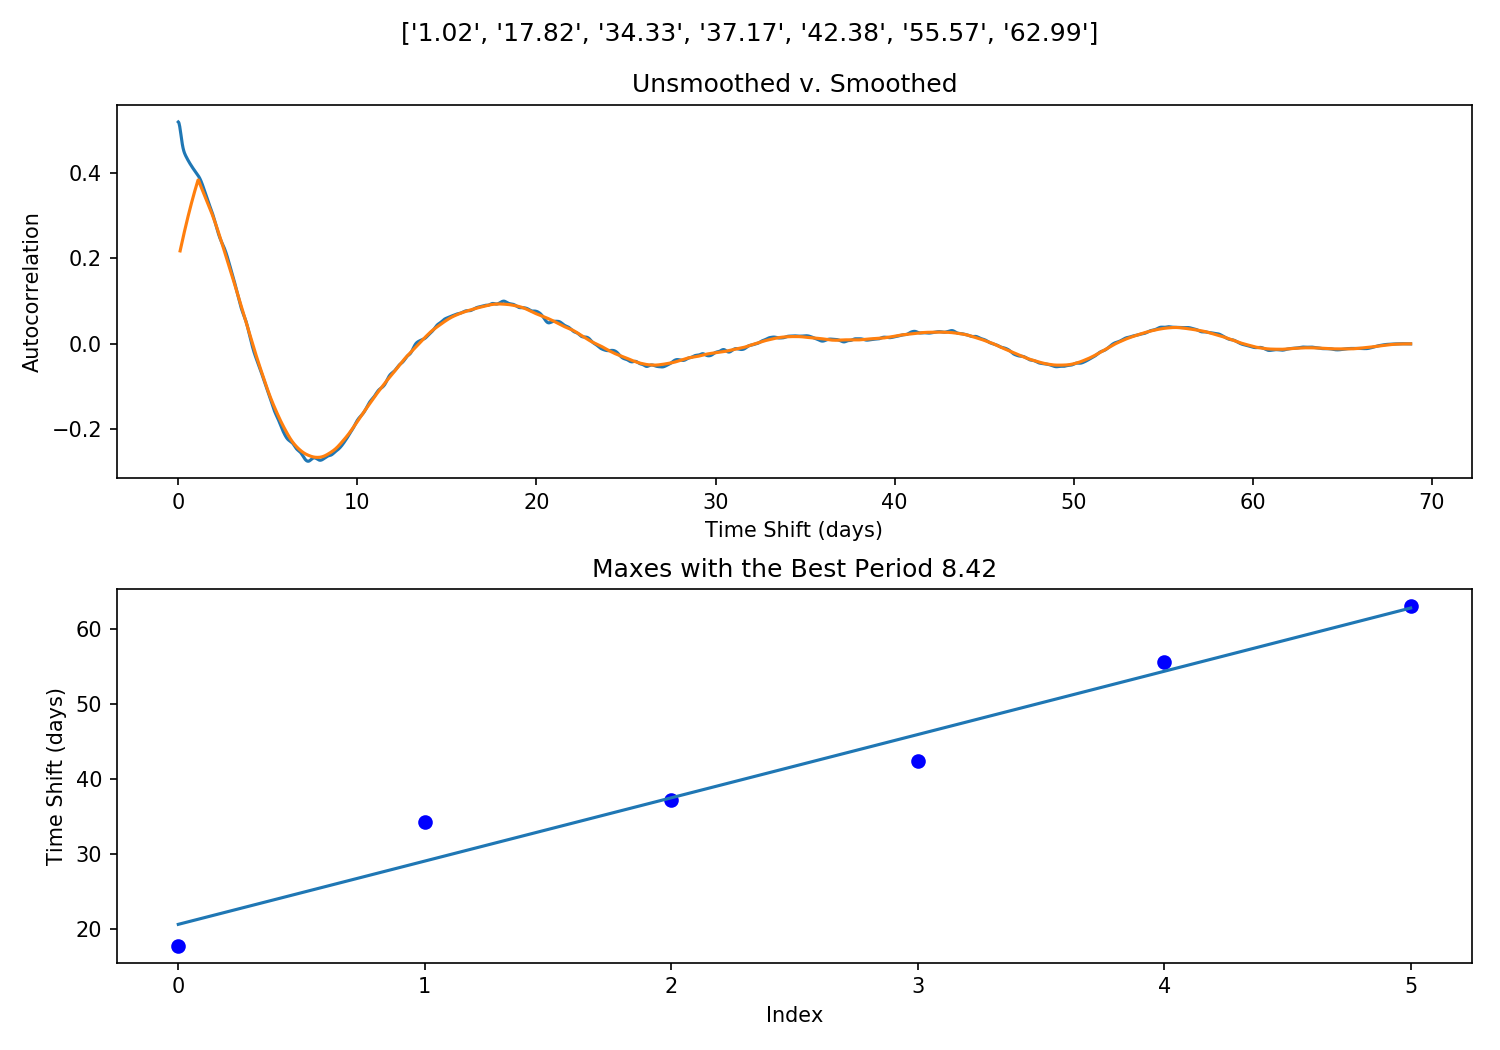 ['1.02', '17.82', '34.33', '37.17', '42.38', '55.57', '62.99']
Unsmoothed v. Smoothed
Autocorrelation
0.4
0.2
0.0
−0.2
0 10 20 30 40 50 60 70
Time Shift (days)
Maxes with the Best Period 8.42
Time Shift (days)
60
50
40
30
20
0 1 2 3 4 5
Index